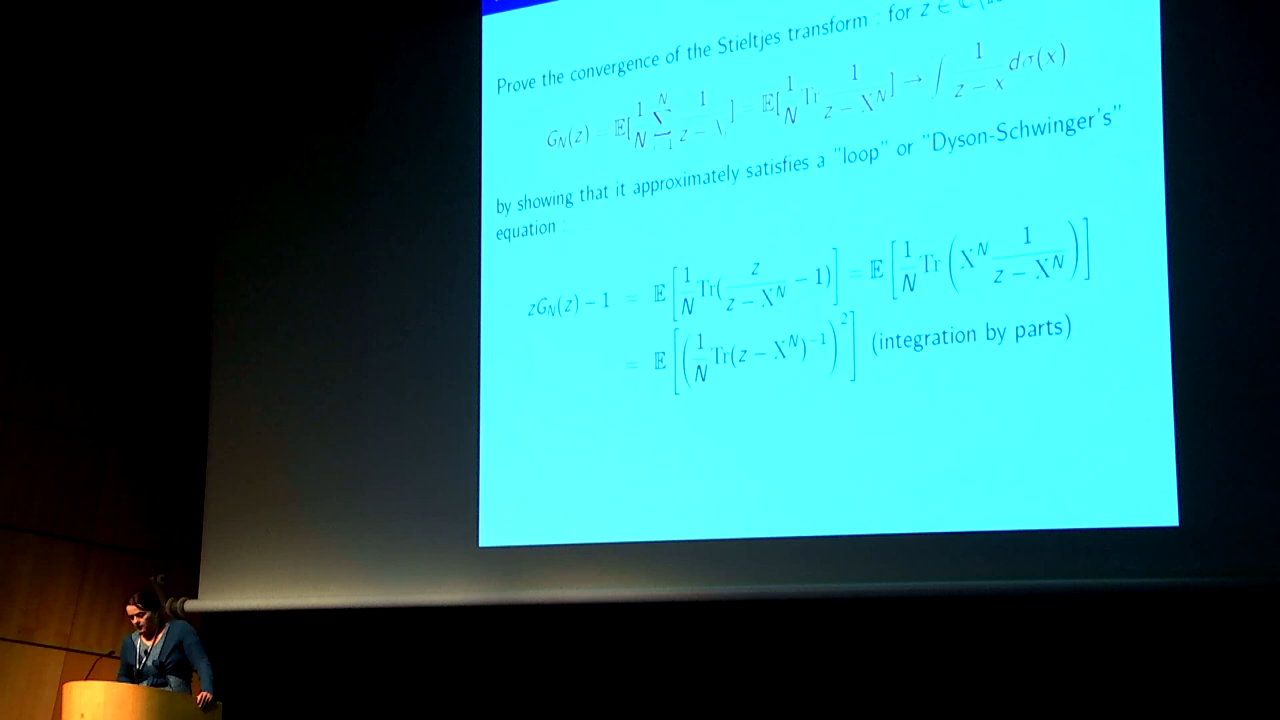 Prove the convergence of the Stieltjes transform : for z ∈ ℂ\
G_N(z) = 𝔼[1/N ∑_{i=1}^N 1/(z − λ_i)] = 𝔼[1/N Tr 1/(z − X^N)] → ∫ 1/(z − x) dσ(x)
by showing that it approximately satisfies a "loop" or "Dyson-Schwinger's"
equation :
zG_N(z) − 1 = 𝔼[1/N Tr(z/(z − X^N) − 1)] = 𝔼[1/N Tr (X^N 1/(z − X^N))]
= 𝔼[(1/N Tr(z − X^N)^{−1})^2] (integration by parts)